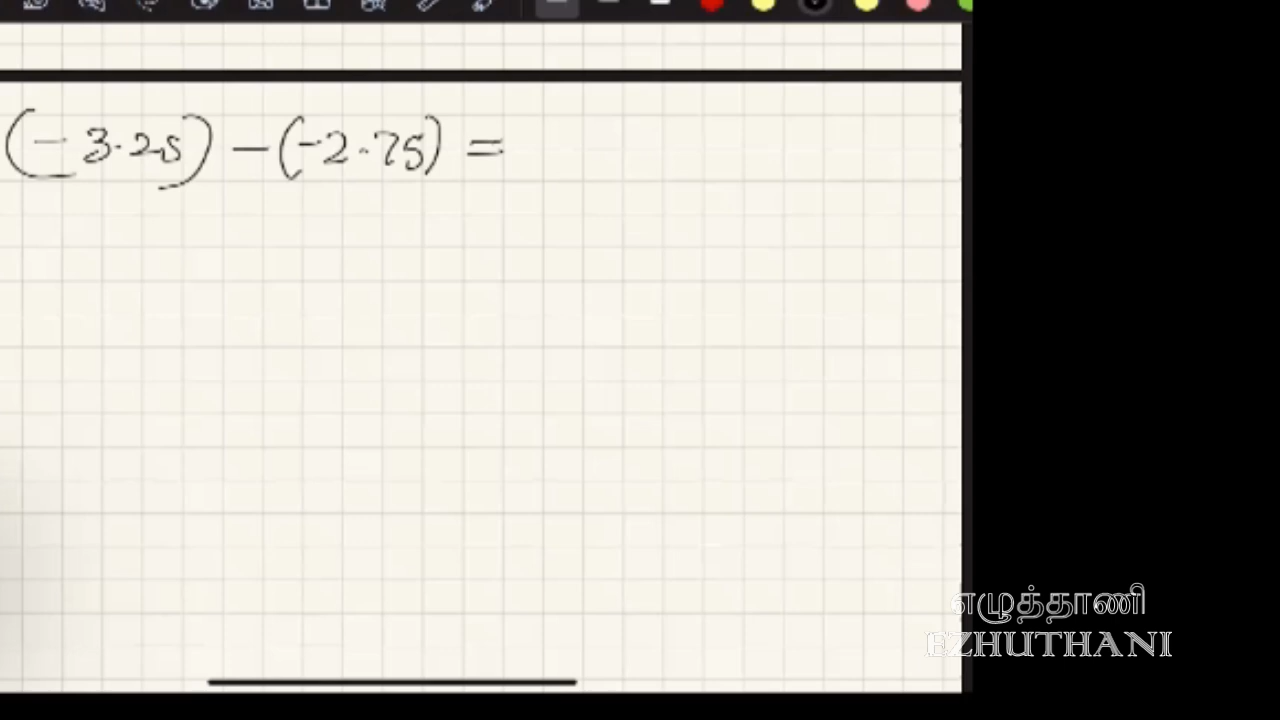 (-3.25) -(-2.75) =
எழுத்தாணி
EZHUTHANI